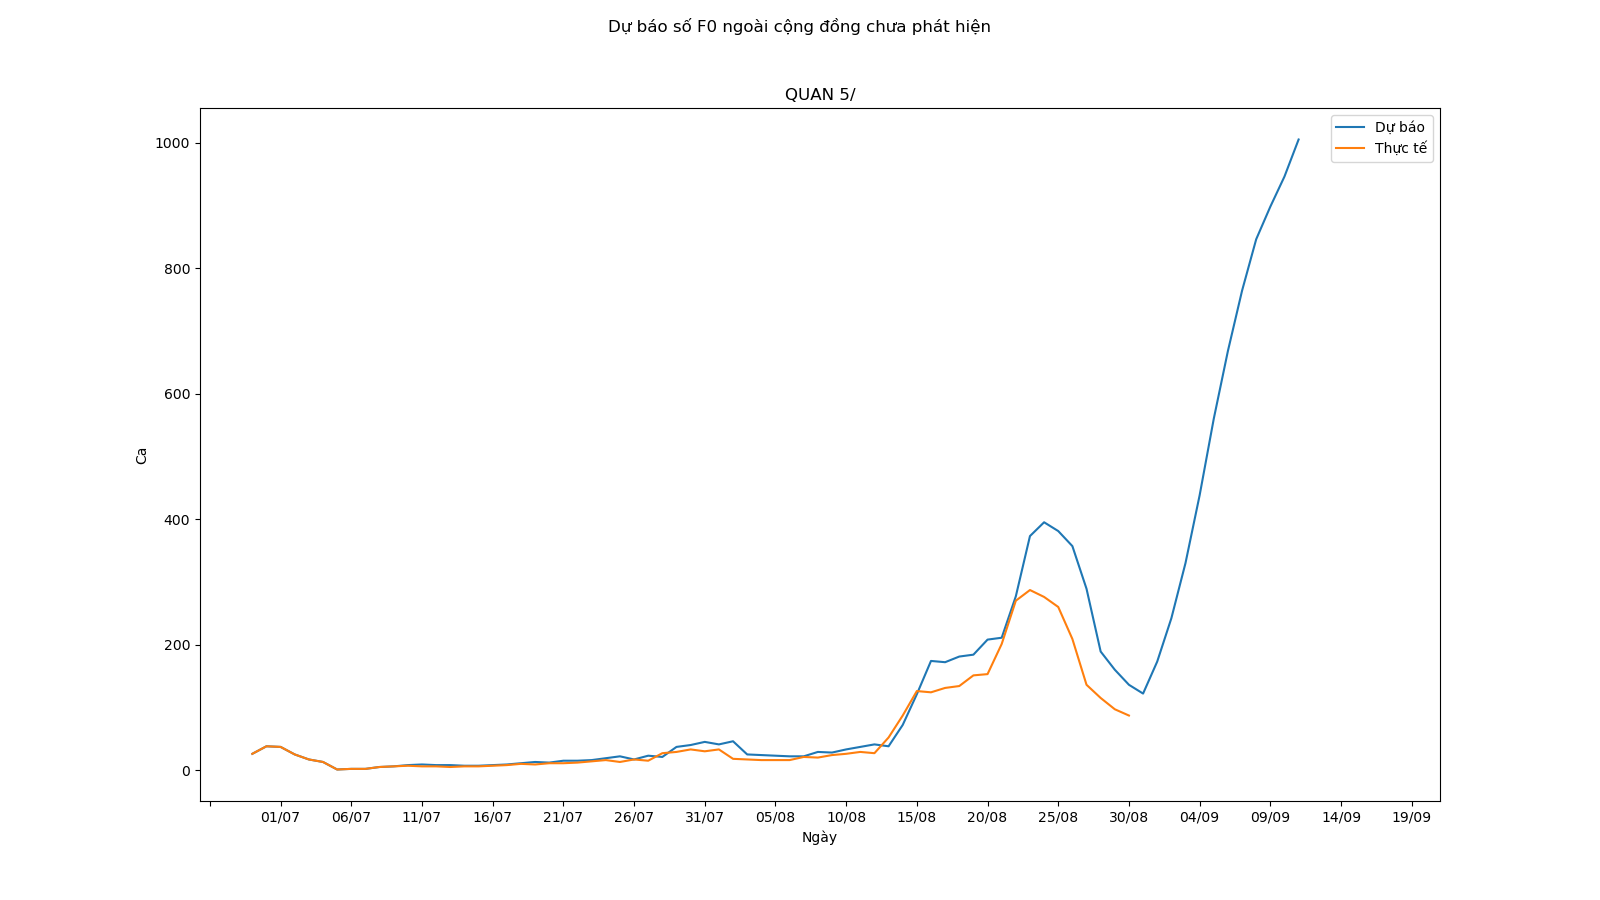 Dự báo số F0 ngoài cộng đồng chưa phát hiện
QUAN 5/
Dự báo
Thực tế
1000
800
600
400
200
0
Ca
01/07 06/07 11/07 16/07 21/07 26/07 31/07 05/08 10/08 15/08 20/08 25/08 30/08 04/09 09/09 14/09 19/09
Ngày